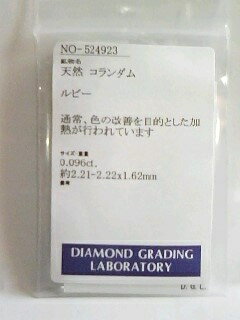 NO-524923
鉱物名
天然 コランダム
ルビー
通常、色の改善を目的とした加
熱が行われています
サイズ・重量
0.096ct.
約2.21-2.22x1.62mm
備考
DIAMOND GRADING
LABORATORY